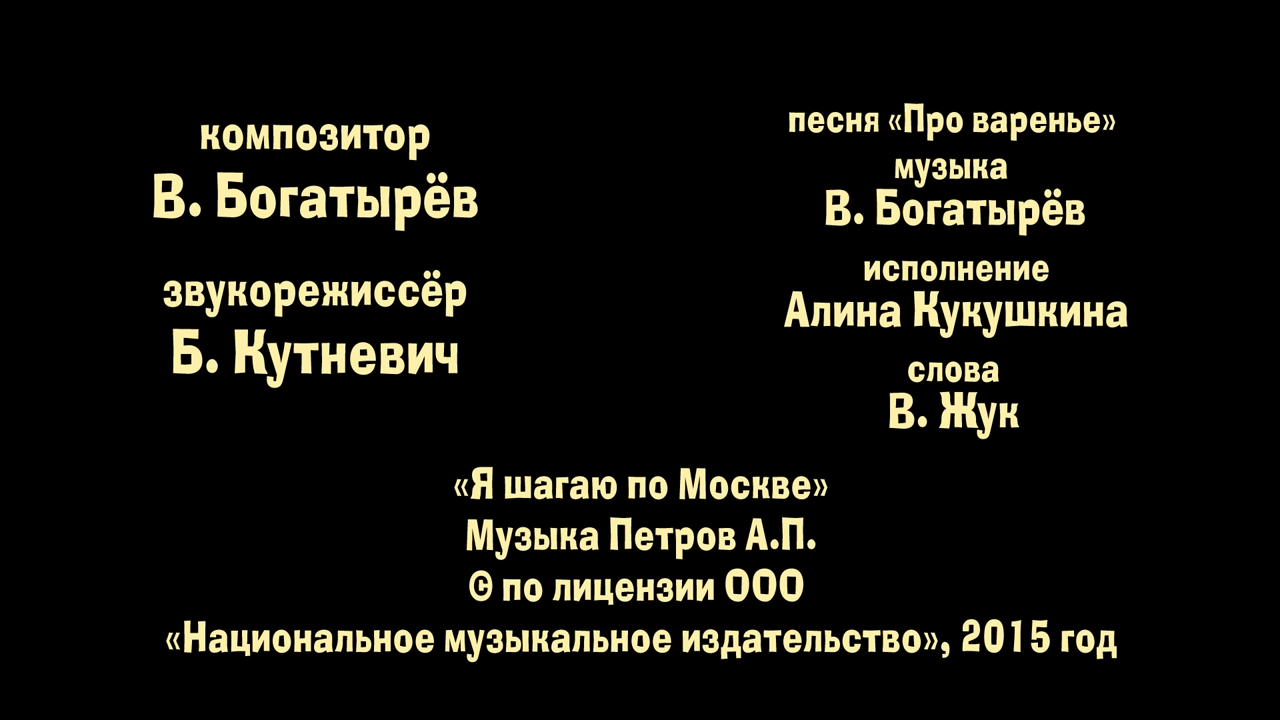 композитор
В. Богатырёв
звукорежиссёр
Б. Кутневич
песня «Про варенье»
музыка
В. Богатырёв
исполнение
Алина Кукушкина
слова
В. Жук
«Я шагаю по Москве»
Музыка Петров А.П.
© по лицензии ООО
«Национальное музыкальное издательство», 2015 год